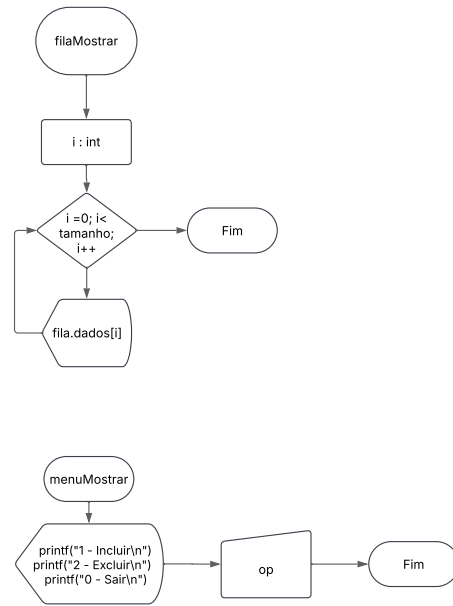 filaMostrar
i : int
i =0; i<
tamanho;
i++
Fim
fila.dados[i]
menuMostrar
printf("1 - Incluir\n")
printf("2 - Excluir\n")
printf("0 - Sair\n")
op
Fim